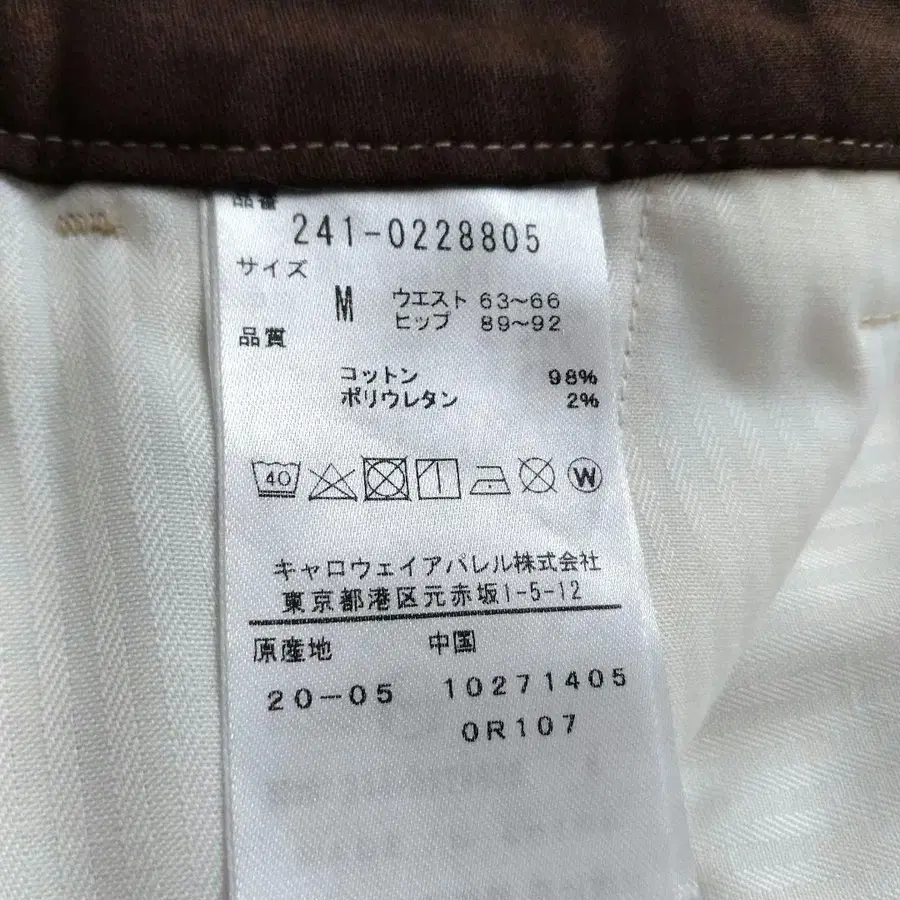 品番
241-0228805
サイズ
M ウエスト 63〜66
ヒップ 89〜92
品質
コットン 98%
ポリウレタン 2%
40
W
キャロウェイアパレル株式会社
東京都港区元赤坂1-5-12
原産地 中国
20-05 10271405
0R107